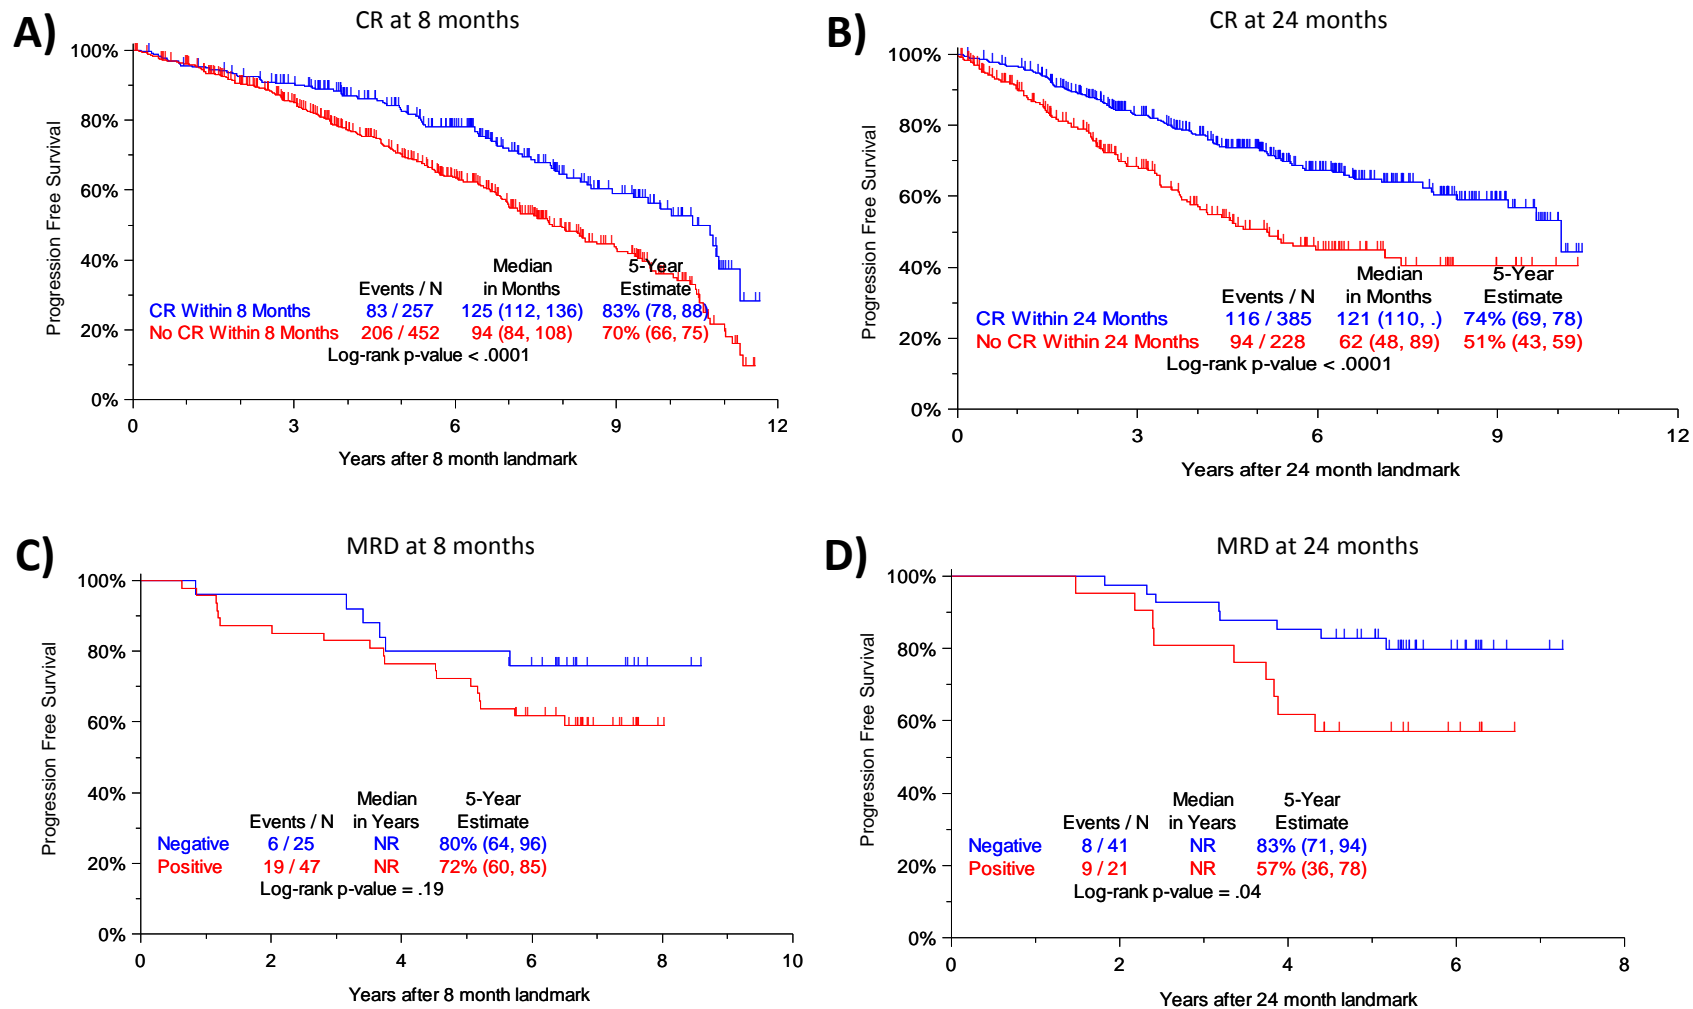 A)
CR at 8 months
Progression Free Survival
100%
80%
60%
40%
20%
0%
Median
5-Year
Events / N
in Months
Estimate
CR Within 8 Months
83 / 257
125 (112, 136)
83% (78, 88)
No CR Within 8 Months
206 / 452
94 (84, 108)
70% (66, 75)
Log-rank p-value < .0001
0
3
6
9
12
Years after 8 month landmark
B)
CR at 24 months
Progression Free Survival
100%
80%
60%
40%
20%
0%
Median
5-Year
Events / N
in Months
Estimate
CR Within 24 Months
116 / 385
121 (110, .)
74% (69, 78)
No CR Within 24 Months
94 / 228
62 (48, 89)
51% (43, 59)
Log-rank p-value < .0001
0
3
6
9
12
Years after 24 month landmark
C)
MRD at 8 months
Progression Free Survival
100%
80%
60%
40%
20%
0%
Median
5-Year
Events / N
in Years
Estimate
Negative
6 / 25
NR
80% (64, 96)
Positive
19 / 47
NR
72% (60, 85)
Log-rank p-value = .19
0
2
4
6
8
10
Years after 8 month landmark
D)
MRD at 24 months
Progression Free Survival
100%
80%
60%
40%
20%
0%
Median
5-Year
Events / N
in Years
Estimate
Negative
8 / 41
NR
83% (71, 94)
Positive
9 / 21
NR
57% (36, 78)
Log-rank p-value = .04
0
2
4
6
8
Years after 24 month landmark